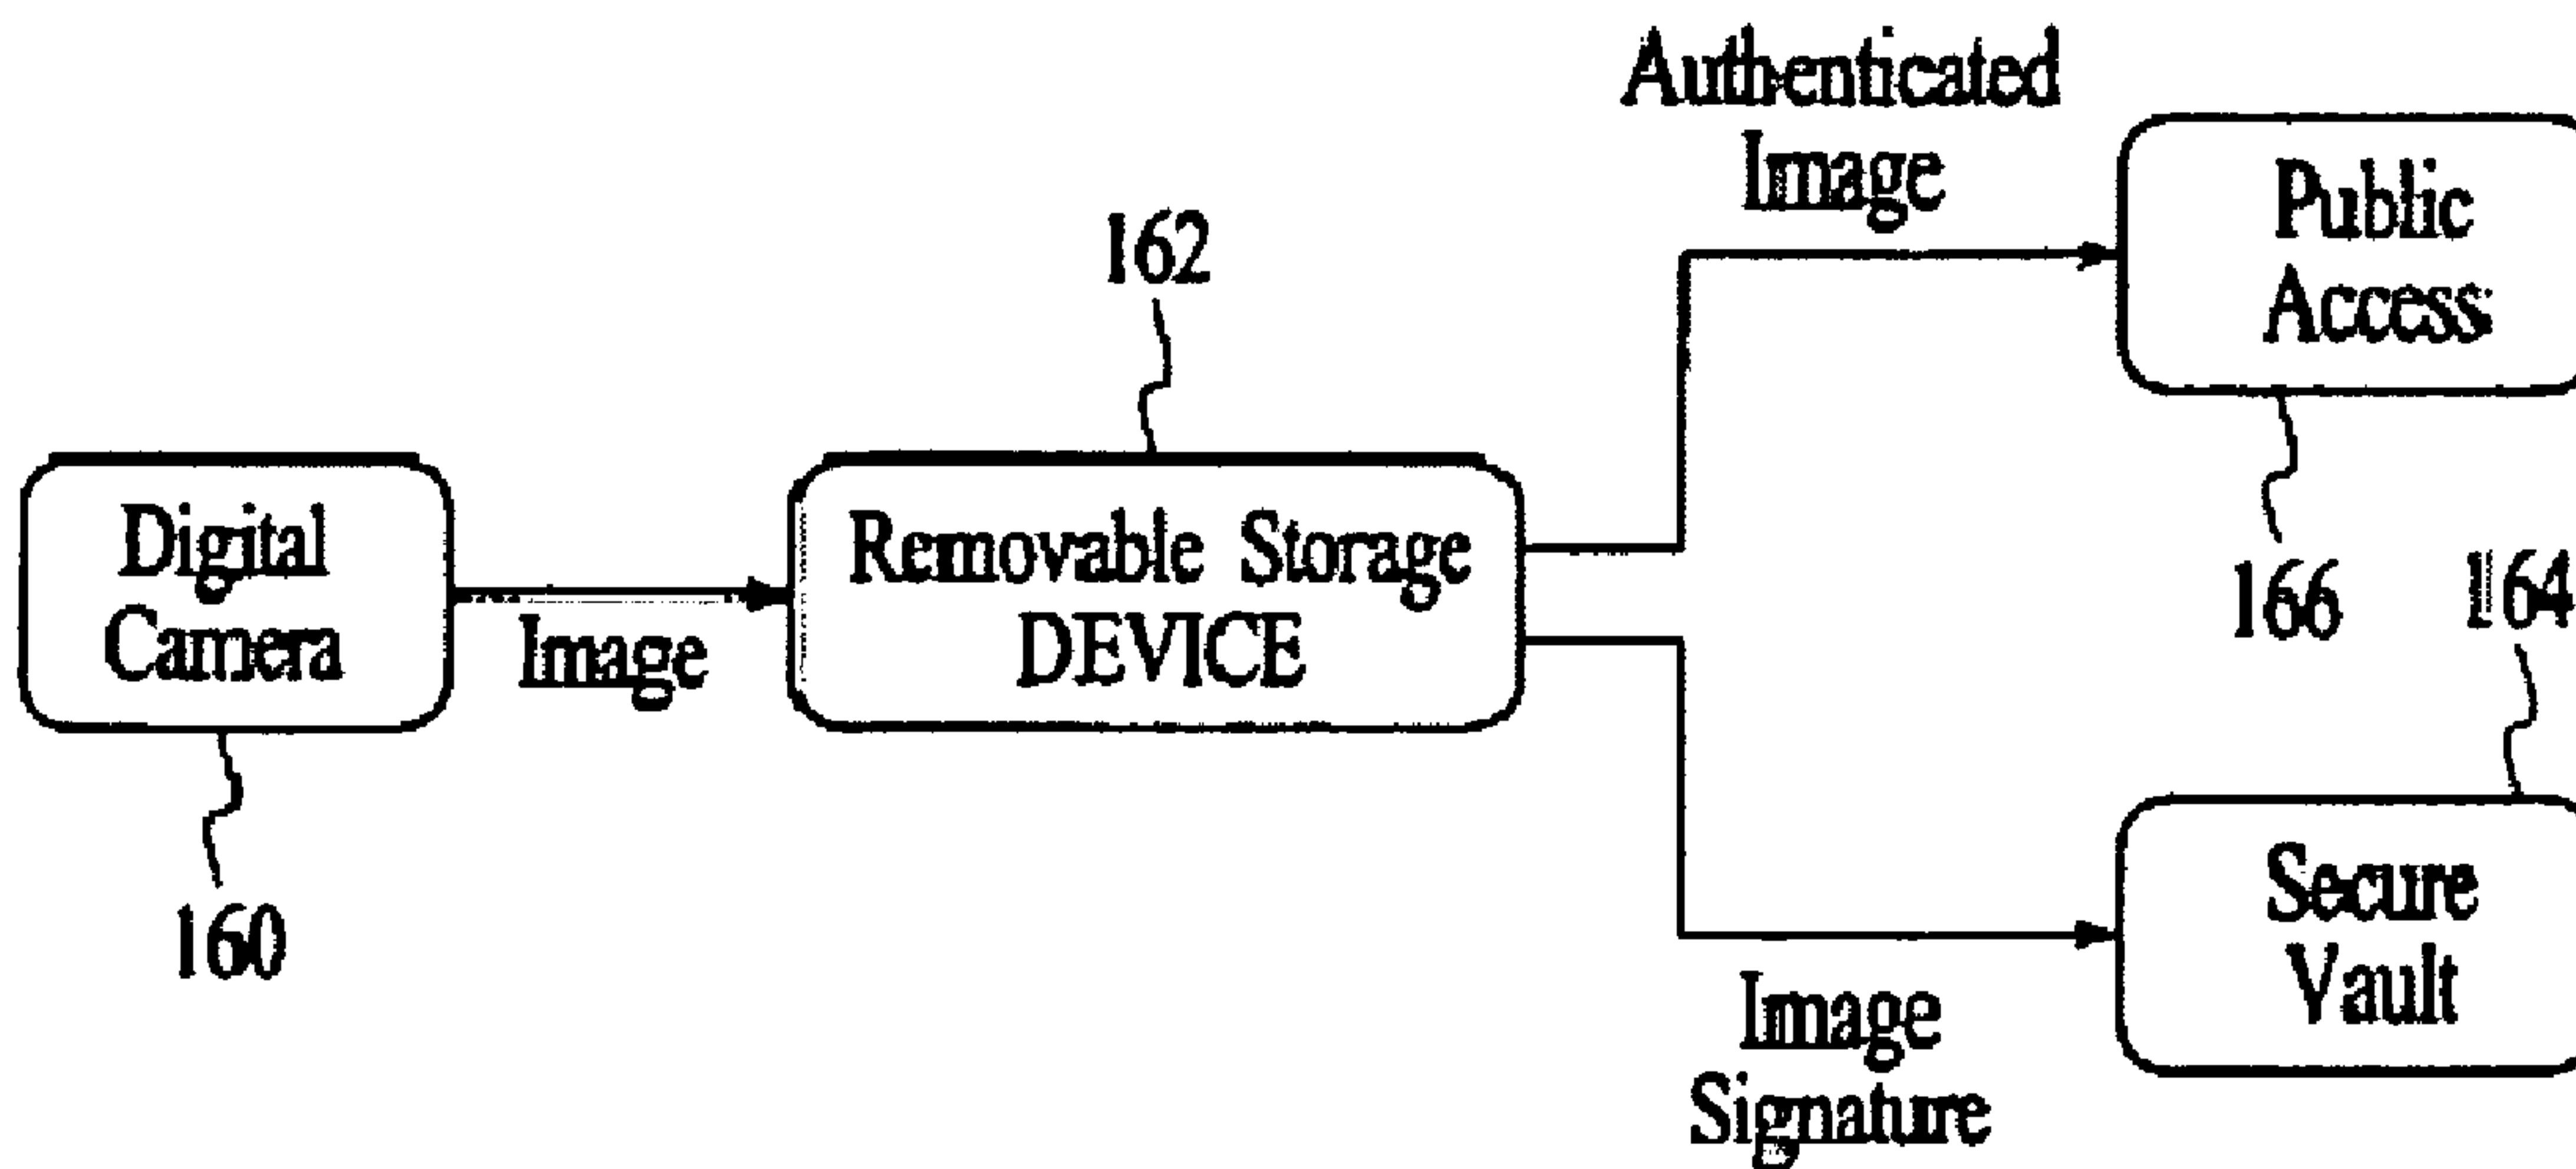 Authenticated
Image
Public
Access
162
Digital
Camera
Image
Removable Storage
DEVICE
166
164
160
Secure
Vault
Image
Signature